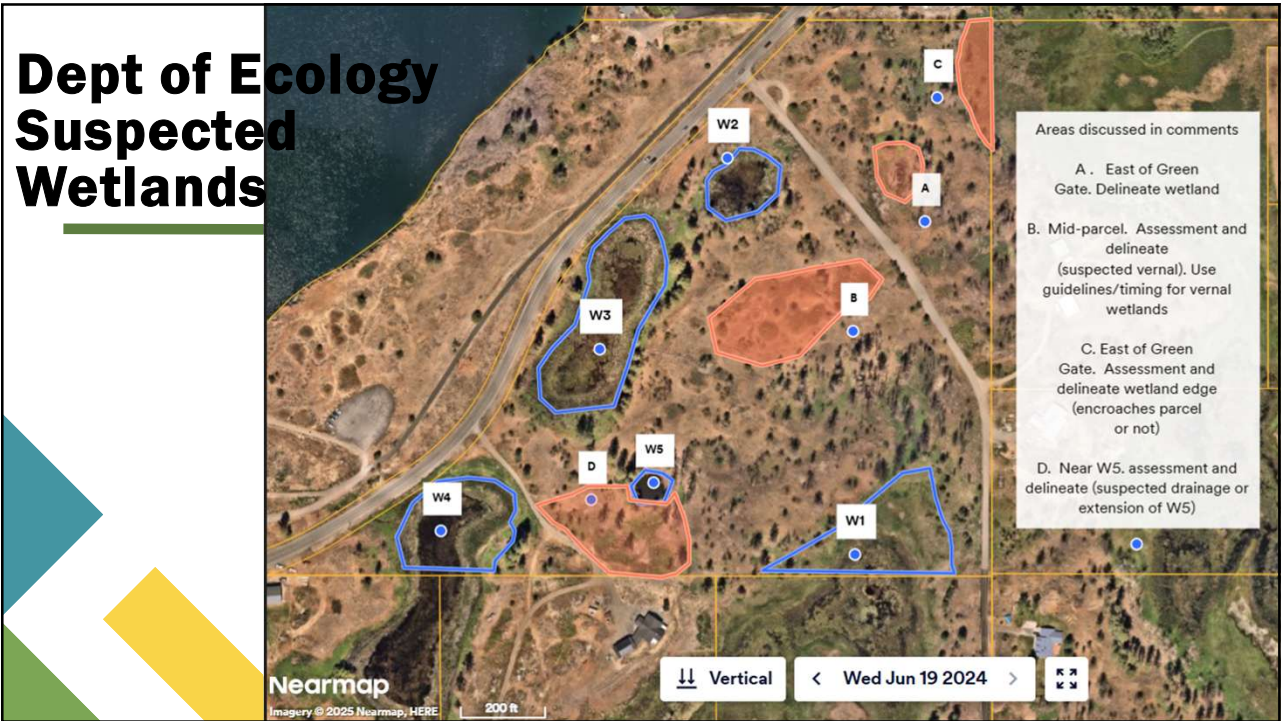 Dept of Ecology
Suspected
Wetlands
C
W2
A
B
W3
W5
D
W4
W1
Areas discussed in comments
A .   East of Green
Gate. Delineate wetland
B.  Mid-parcel.  Assessment and
delineate
(suspected vernal). Use
guidelines/timing for vernal
wetlands
C. East of Green
Gate.  Assessment and
delineate wetland edge
(encroaches parcel
or not)
D.  Near W5. assessment and
delineate (suspected drainage or
extension of W5)
Vertical
Wed Jun 19 2024
Nearmap
Imagery © 2025 Nearmap, HERE
200 ft